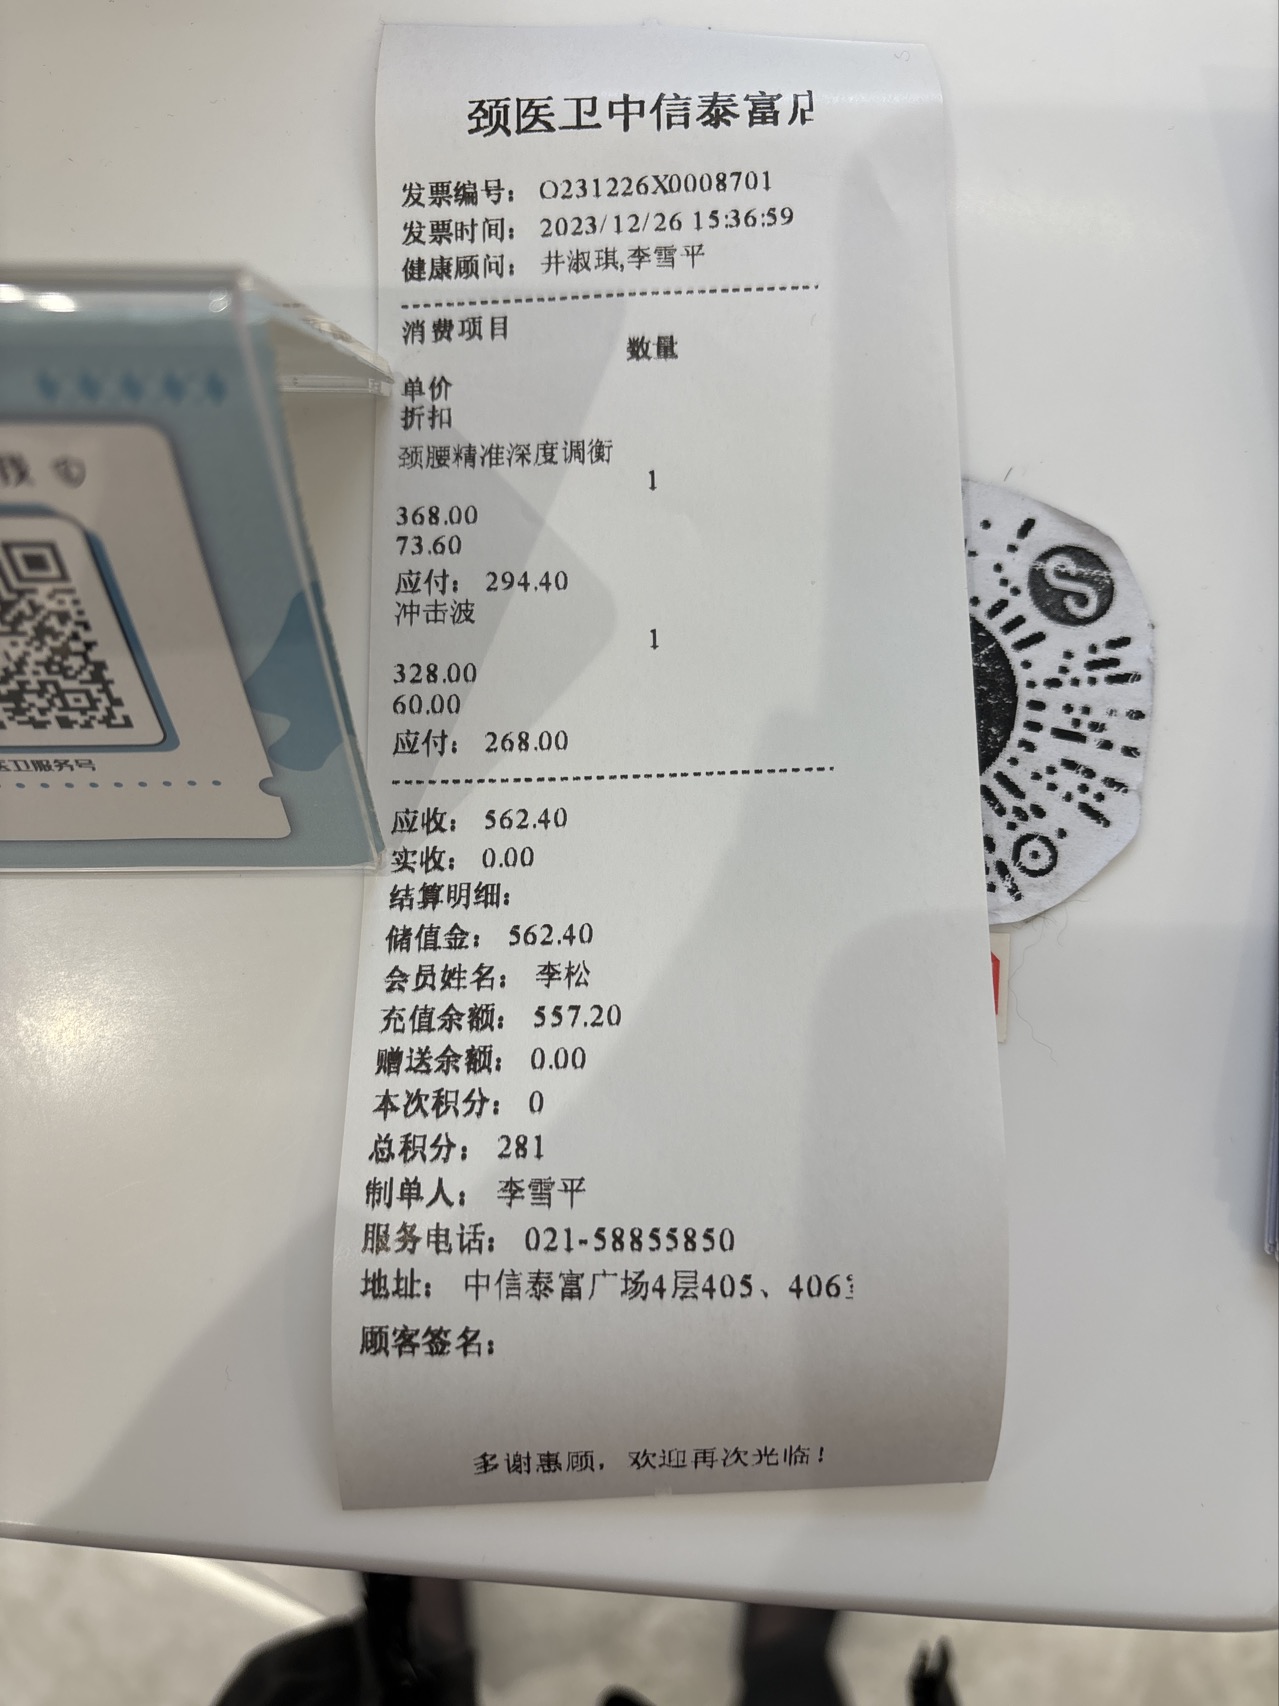 颈医卫中信泰富店
发票编号： O231226X0008701
发票时间： 2023/12/26 15:36:59
健康顾问： 井淑琪,李雪平
消费项目
数量
单价
折扣
颈腰精准深度调衡
1
368.00
73.60
应付： 294.40
冲击波
1
328.00
60.00
应付： 268.00
应收： 562.40
实收： 0.00
结算明细:
储值金： 562.40
会员姓名： 李松
充值余额： 557.20
赠送余额： 0.00
本次积分： 0
总积分： 281
制单人： 李雪平
服务电话： 021-58855850
地址： 中信泰富广场4层405、406
顾客签名：
多谢惠顾，欢迎再次光临！
医卫服务号